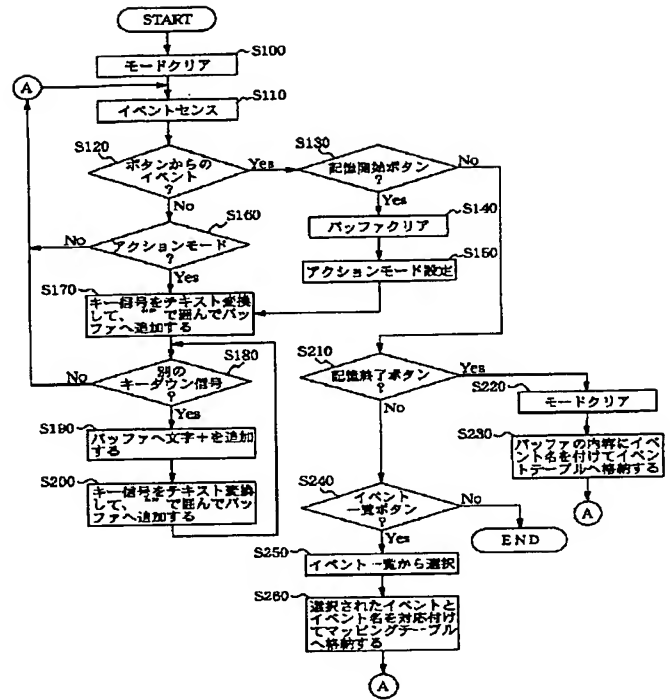 START
S100
モードクリア
A
S110
イベントセンス
S120
ボタンからの
イベント
?
Yes
No
S130
記憶開始ボタン
?
No
Yes
S140
バッファクリア
S150
アクションモード設定
S160
アクションモード
?
No
Yes
S170
キー信号をテキスト変換
して、“”で囲んでバッ
ファへ追加する
S180
別の
キーダウン信号
?
No
Yes
S190
バッファへ文字+を追加
する
S200
キー信号をテキスト変換
して、“”で囲んでバッ
ファへ追加する
S210
記憶終了ボタン
?
Yes
No
S220
モードクリア
S230
バッファの内容にイベ
ント名を付けてイベン
トテーブルへ格納する
A
S240
イベント
一覧ボタン
?
No
END
Yes
S250
イベント一覧から選択
S260
選択されたイベントと
イベント名を対応付け
てマッピングテーブル
へ格納する
A